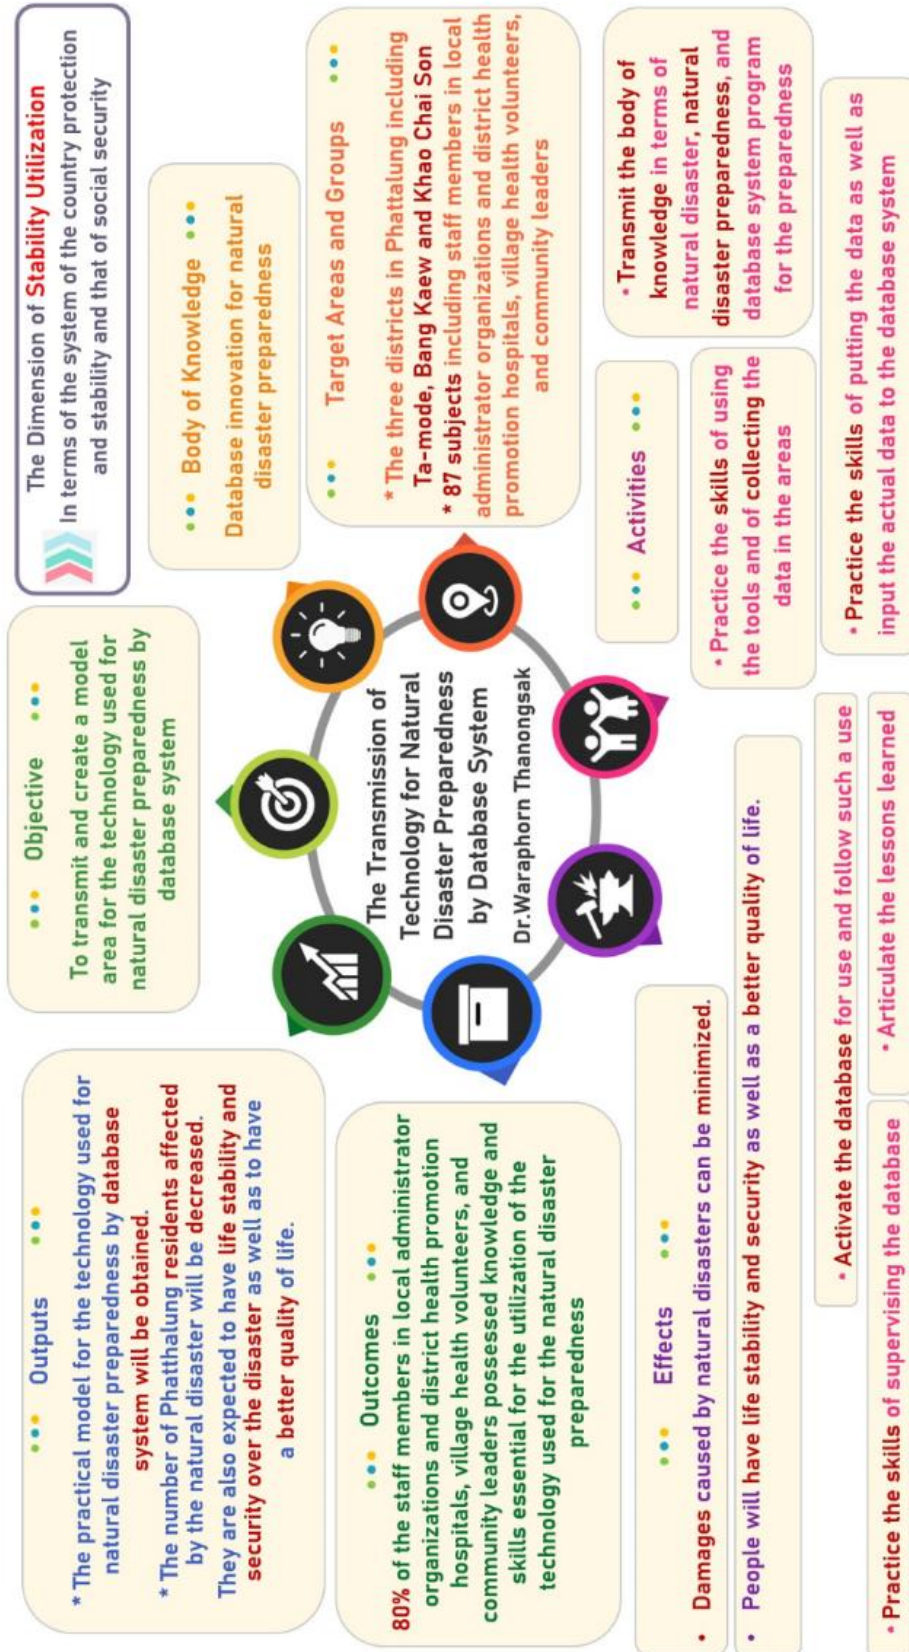 The Dimension of Stability Utilization
In terms of the system of the country protection
and stability and that of social security
Objective
To transmit and create a model
area for the technology used for
natural disaster preparedness by
database system
Body of Knowledge
Database innovation for natural
disaster preparedness
Target Areas and Groups
* The three districts in Phattalung including
Ta-mode, Bang Kaew and Khao Chai Son
* 87 subjects including staff members in local
administrator organizations and district health
promotion hospitals, village health volunteers,
and community leaders
Activities
• Transmit the body of
knowledge in terms of
natural disaster, natural
disaster preparedness, and
database system program
for the preparedness
• Practice the skills of using
the tools and of collecting the
data in the areas
• Practice the skills of putting the data as well as
input the actual data to the database system
• Activate the database for use and follow such a use
• Practice the skills of supervising the database
• Articulate the lessons learned
Effects
• Damages caused by natural disasters can be minimized.
• People will have life stability and security as well as a better quality of life.
Outcomes
80% of the staff members in local administrator
organizations and district health promotion
hospitals, village health volunteers, and
community leaders possessed knowledge and
skills essential for the utilization of the
technology used for the natural disaster
preparedness
Outputs
* The practical model for the technology used for
natural disaster preparedness by database
system will be obtained.
* The number of Phatthalung residents affected
by the natural disaster will be decreased.
They are also expected to have life stability and
security over the disaster as well as to have
a better quality of life.
The Transmission of
Technology for Natural
Disaster Preparedness
by Database System
Dr.Waraphorn Thanongsak